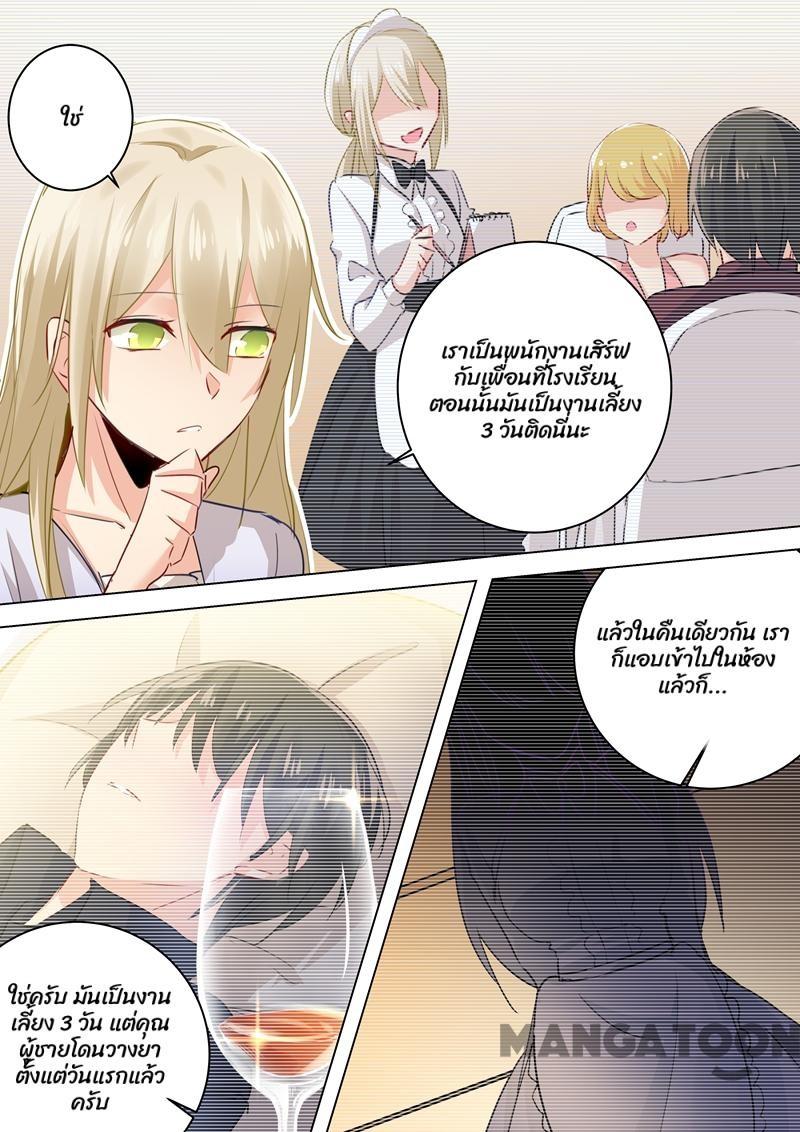 ใช่
เราเป็นพนักงานเสิร์ฟ
กับเพื่อนที่โรงเรียน
ตอนนั้นมันเป็นงานเลี้ยง
3 วันติดนี่นะ
แล้วในคืนเดียวกัน เรา
ก็แอบเข้าไปในห้อง
แล้วก็...
ใช่ครับ มันเป็นงาน
เลี้ยง 3 วัน แต่คุณ
ผู้ชายโดนวางยา
ตั้งแต่วันแรกแล้ว
ครับ
MANGATOON